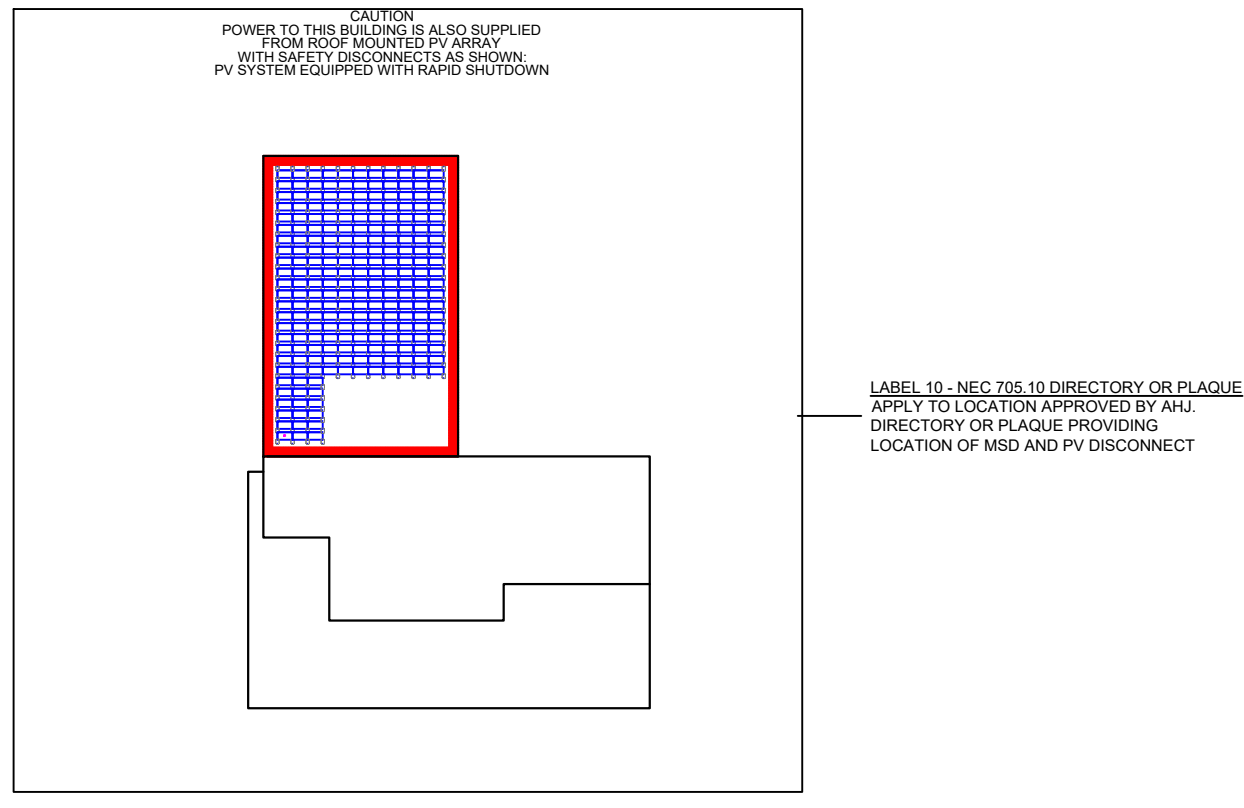 CAUTION
POWER TO THIS BUILDING IS ALSO SUPPLIED
FROM ROOF MOUNTED PV ARRAY
WITH SAFETY DISCONNECTS AS SHOWN:
PV SYSTEM EQUIPPED WITH RAPID SHUTDOWN
LABEL 10 - NEC 705.10 DIRECTORY OR PLAQUE
APPLY TO LOCATION APPROVED BY AHJ.
DIRECTORY OR PLAQUE PROVIDING
LOCATION OF MSD AND PV DISCONNECT